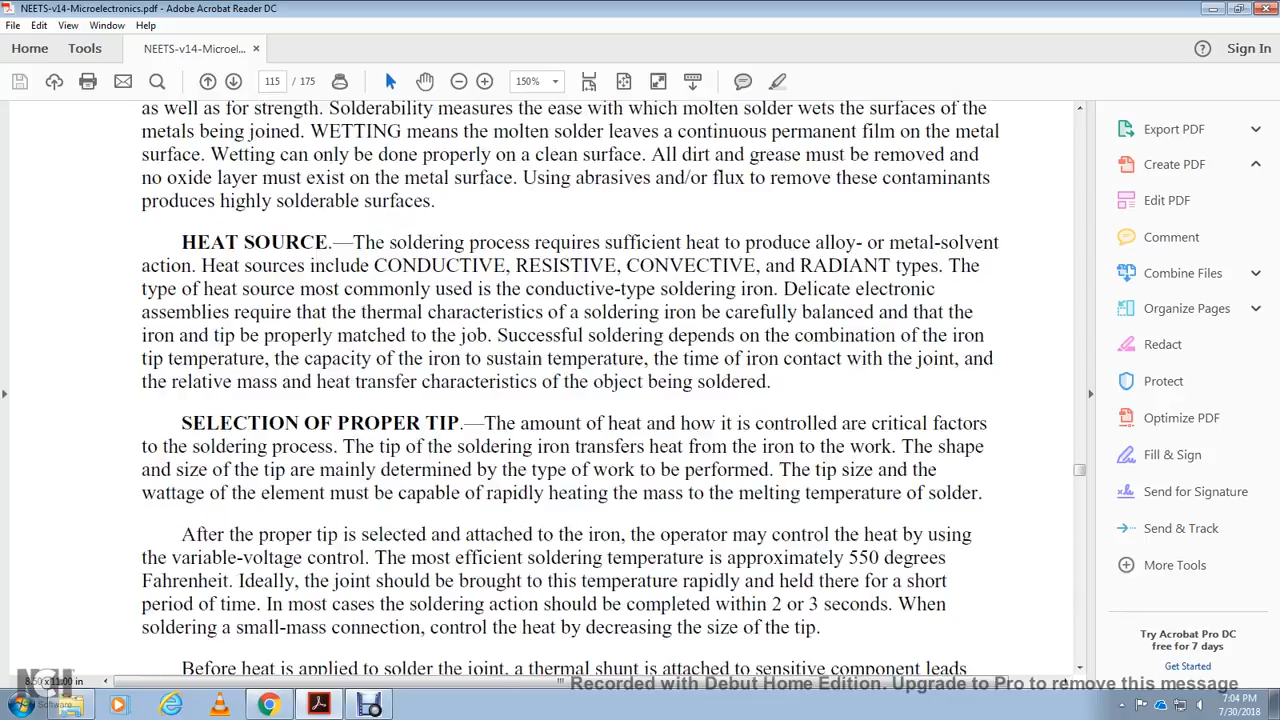 NEETS-v14-Microelectronics.pdf - Adobe Acrobat Reader DC
File Edit View Window Help
Home Tools NEETS-v14-Microel... × Sign In
115 / 175 150%
as well as for strength. Solderability measures the ease with which molten solder wets the surfaces of the
metals being joined. WETTING means the molten solder leaves a continuous permanent film on the metal
surface. Wetting can only be done properly on a clean surface. All dirt and grease must be removed and
no oxide layer must exist on the metal surface. Using abrasives and/or flux to remove these contaminants
produces highly solderable surfaces.
HEAT SOURCE.—The soldering process requires sufficient heat to produce alloy- or metal-solvent
action. Heat sources include CONDUCTIVE, RESISTIVE, CONVECTIVE, and RADIANT types. The
type of heat source most commonly used is the conductive-type soldering iron. Delicate electronic
assemblies require that the thermal characteristics of a soldering iron be carefully balanced and that the
iron and tip be properly matched to the job. Successful soldering depends on the combination of the iron
tip temperature, the capacity of the iron to sustain temperature, the time of iron contact with the joint, and
the relative mass and heat transfer characteristics of the object being soldered.
SELECTION OF PROPER TIP.—The amount of heat and how it is controlled are critical factors
to the soldering process. The tip of the soldering iron transfers heat from the iron to the work. The shape
and size of the tip are mainly determined by the type of work to be performed. The tip size and the
wattage of the element must be capable of rapidly heating the mass to the melting temperature of solder.
After the proper tip is selected and attached to the iron, the operator may control the heat by using
the variable-voltage control. The most efficient soldering temperature is approximately 550 degrees
Fahrenheit. Ideally, the joint should be brought to this temperature rapidly and held there for a short
period of time. In most cases the soldering action should be completed within 2 or 3 seconds. When
soldering a small-mass connection, control the heat by decreasing the size of the tip.
Before heat is applied to solder the joint, a thermal shunt is attached to sensitive component leads
Export PDF
Create PDF
Edit PDF
Comment
Combine Files
Organize Pages
Redact
Protect
Optimize PDF
Fill & Sign
Send for Signature
Send & Track
More Tools
Try Acrobat Pro DC
free for 7 days
Get Started
8.50 x 11.00 in
Recorded with Debut Home Edition. Upgrade to Pro to remove this message
NCH Software
7:04 PM
7/30/2018